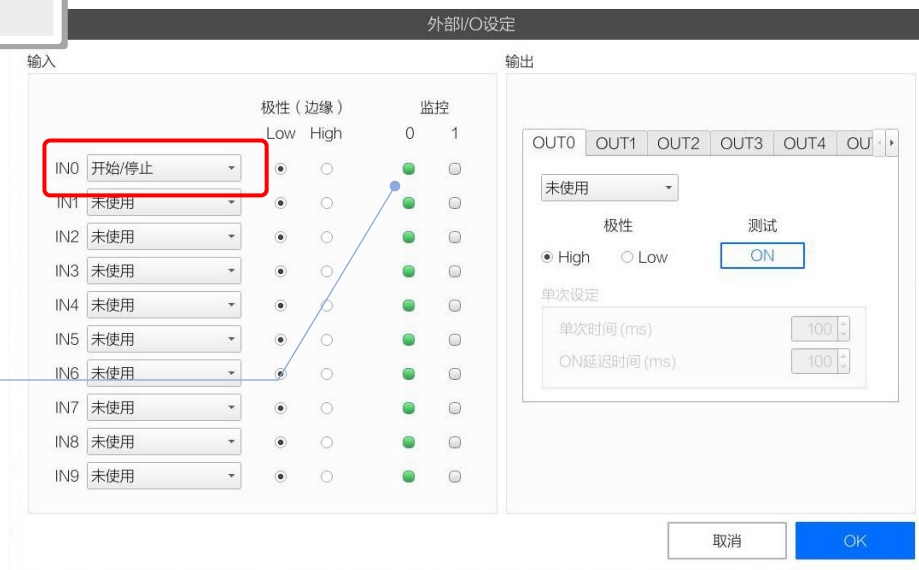 外部I/O设定
输入
极性（边缘） 监控
Low High 0 1
IN0 开始/停止
IN1 未使用
IN2 未使用
IN3 未使用
IN4 未使用
IN5 未使用
IN6 未使用
IN7 未使用
IN8 未使用
IN9 未使用
输出
OUT0 OUT1 OUT2 OUT3 OUT4
未使用
极性 测试
High Low ON
单次设定
单次时间 (ms) 100
ON延迟时间 (ms) 100
取消 OK